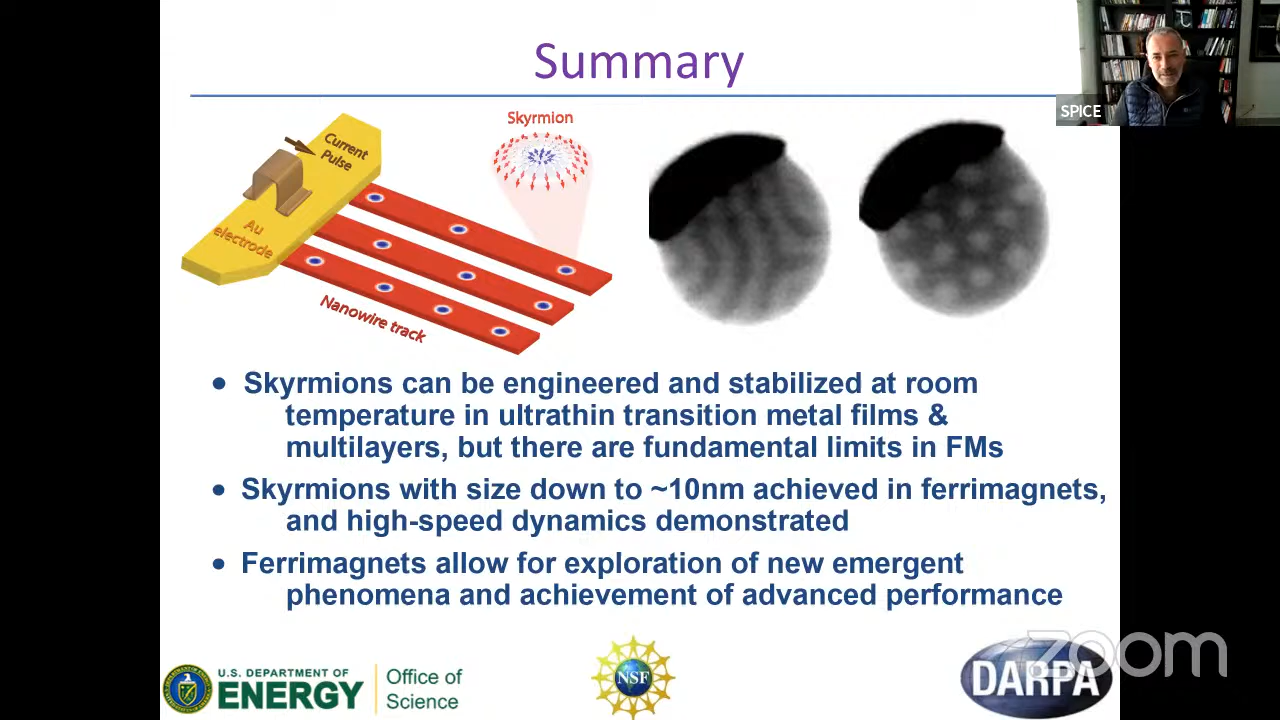 Summary
SPICE
Skyrmion
Current
Pulse
Au
electrode
Nanowire track
• Skyrmions can be engineered and stabilized at room
temperature in ultrathin transition metal films &
multilayers, but there are fundamental limits in FMs
• Skyrmions with size down to ~10nm achieved in ferrimagnets,
and high-speed dynamics demonstrated
• Ferrimagnets allow for exploration of new emergent
phenomena and achievement of advanced performance
U.S. DEPARTMENT OF
ENERGY
Office of
Science
NSF
DARPA
zoom